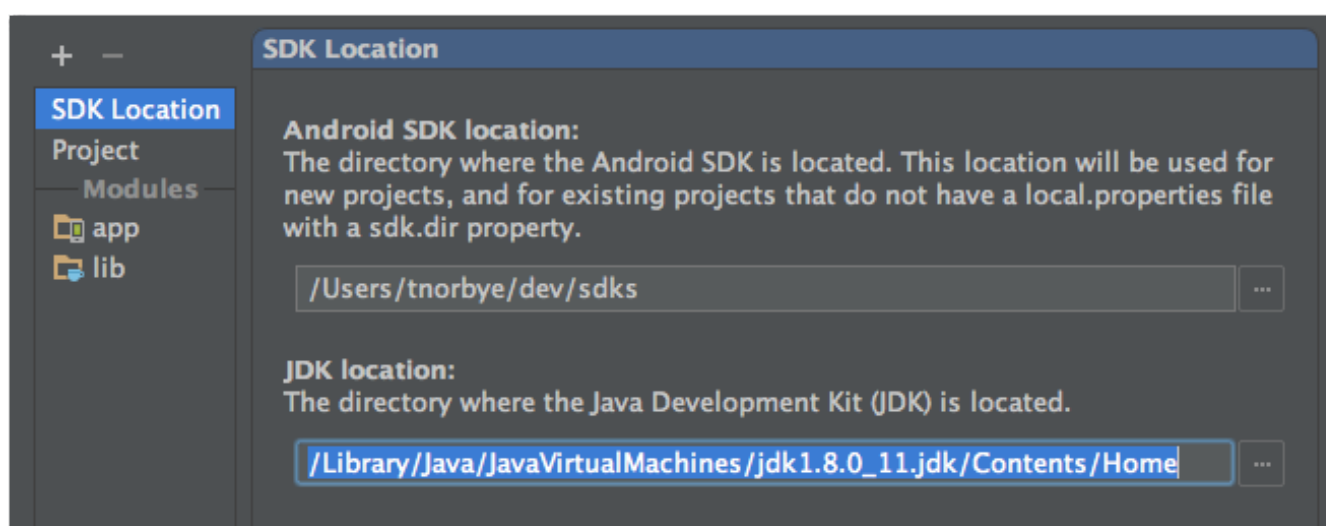 + −
SDK Location
Project
Modules
app
lib
SDK Location
Android SDK location:
The directory where the Android SDK is located. This location will be used for
new projects, and for existing projects that do not have a local.properties file
with a sdk.dir property.
/Users/tnorbye/dev/sdks
...
JDK location:
The directory where the Java Development Kit (JDK) is located.
/Library/Java/JavaVirtualMachines/jdk1.8.0_11.jdk/Contents/Home
...